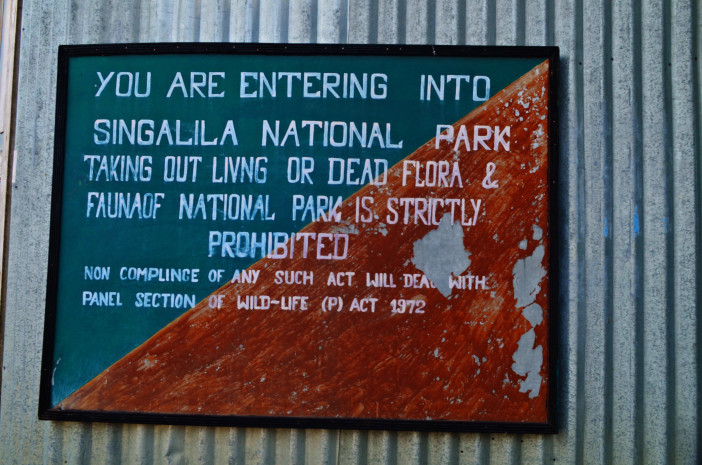 YOU ARE ENTERING INTO
SINGALILA NATIONAL PARK
TAKING OUT LIVNG OR DEAD FLORA &
FAUNAOF NATIONAL PARK IS STRICTLY
PROHIBITED
NON COMPLINGE OF ANY SUCH ACT WILL DEAL WITH
PANEL SECTION OF WILD-LIFE (P) ACT 1972